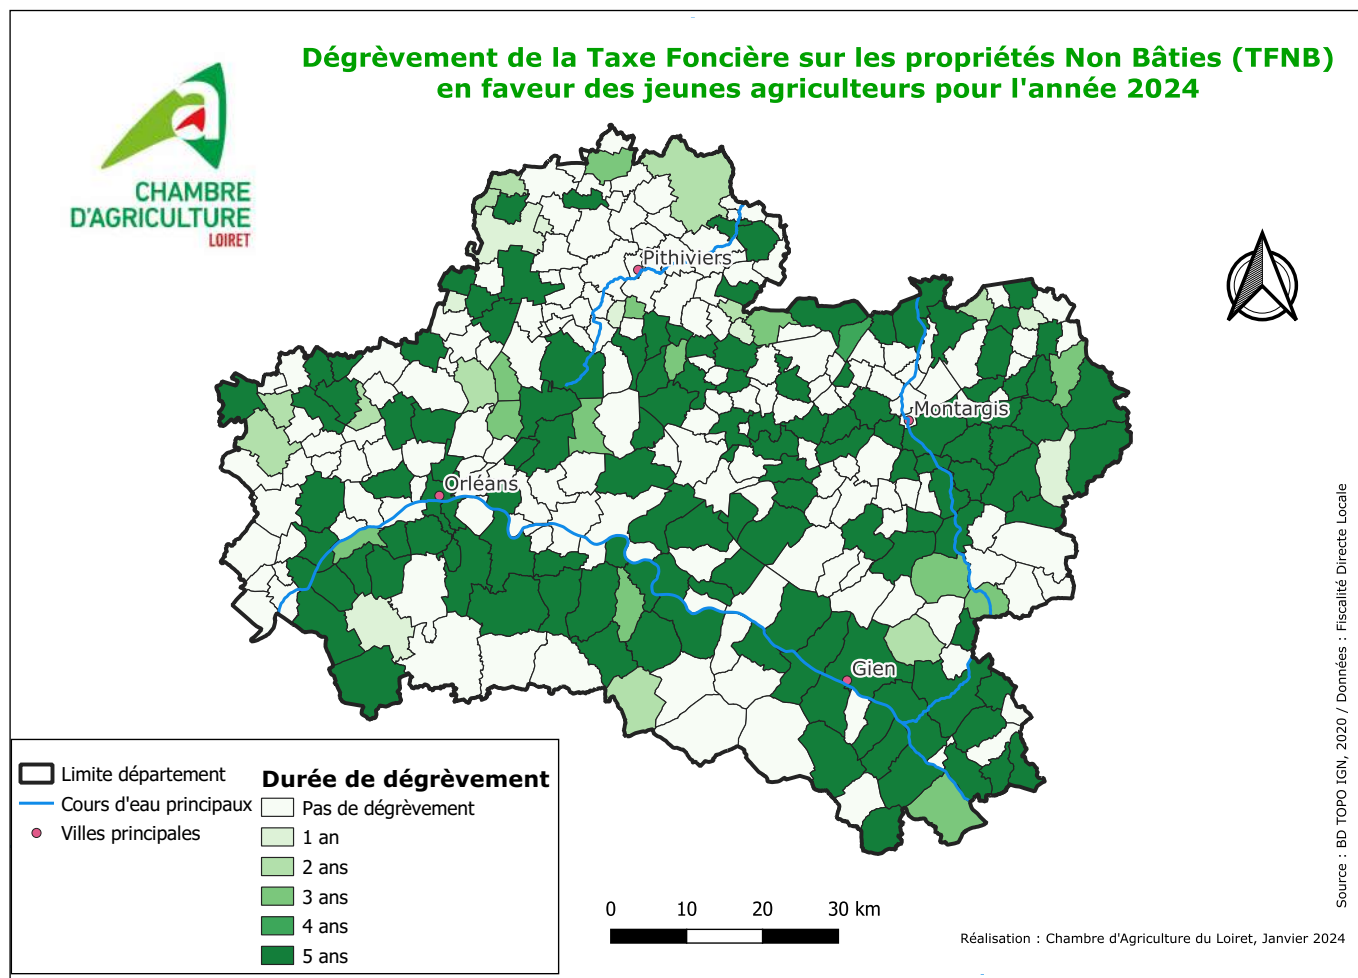 Dégrèvement de la Taxe Foncière sur les propriétés Non Bâties (TFNB)
en faveur des jeunes agriculteurs pour l'année 2024
a
CHAMBRE
D'AGRICULTURE
LOIRET
Pithiviers
Montargis
Orléans
Gien
Limite département
Cours d'eau principaux
Villes principales
Durée de dégrèvement
Pas de dégrèvement
1 an
2 ans
3 ans
4 ans
5 ans
0 10 20 30 km
Réalisation : Chambre d'Agriculture du Loiret, Janvier 2024
Source : BD TOPO IGN, 2020 / Données : Fiscalité Directe Locale